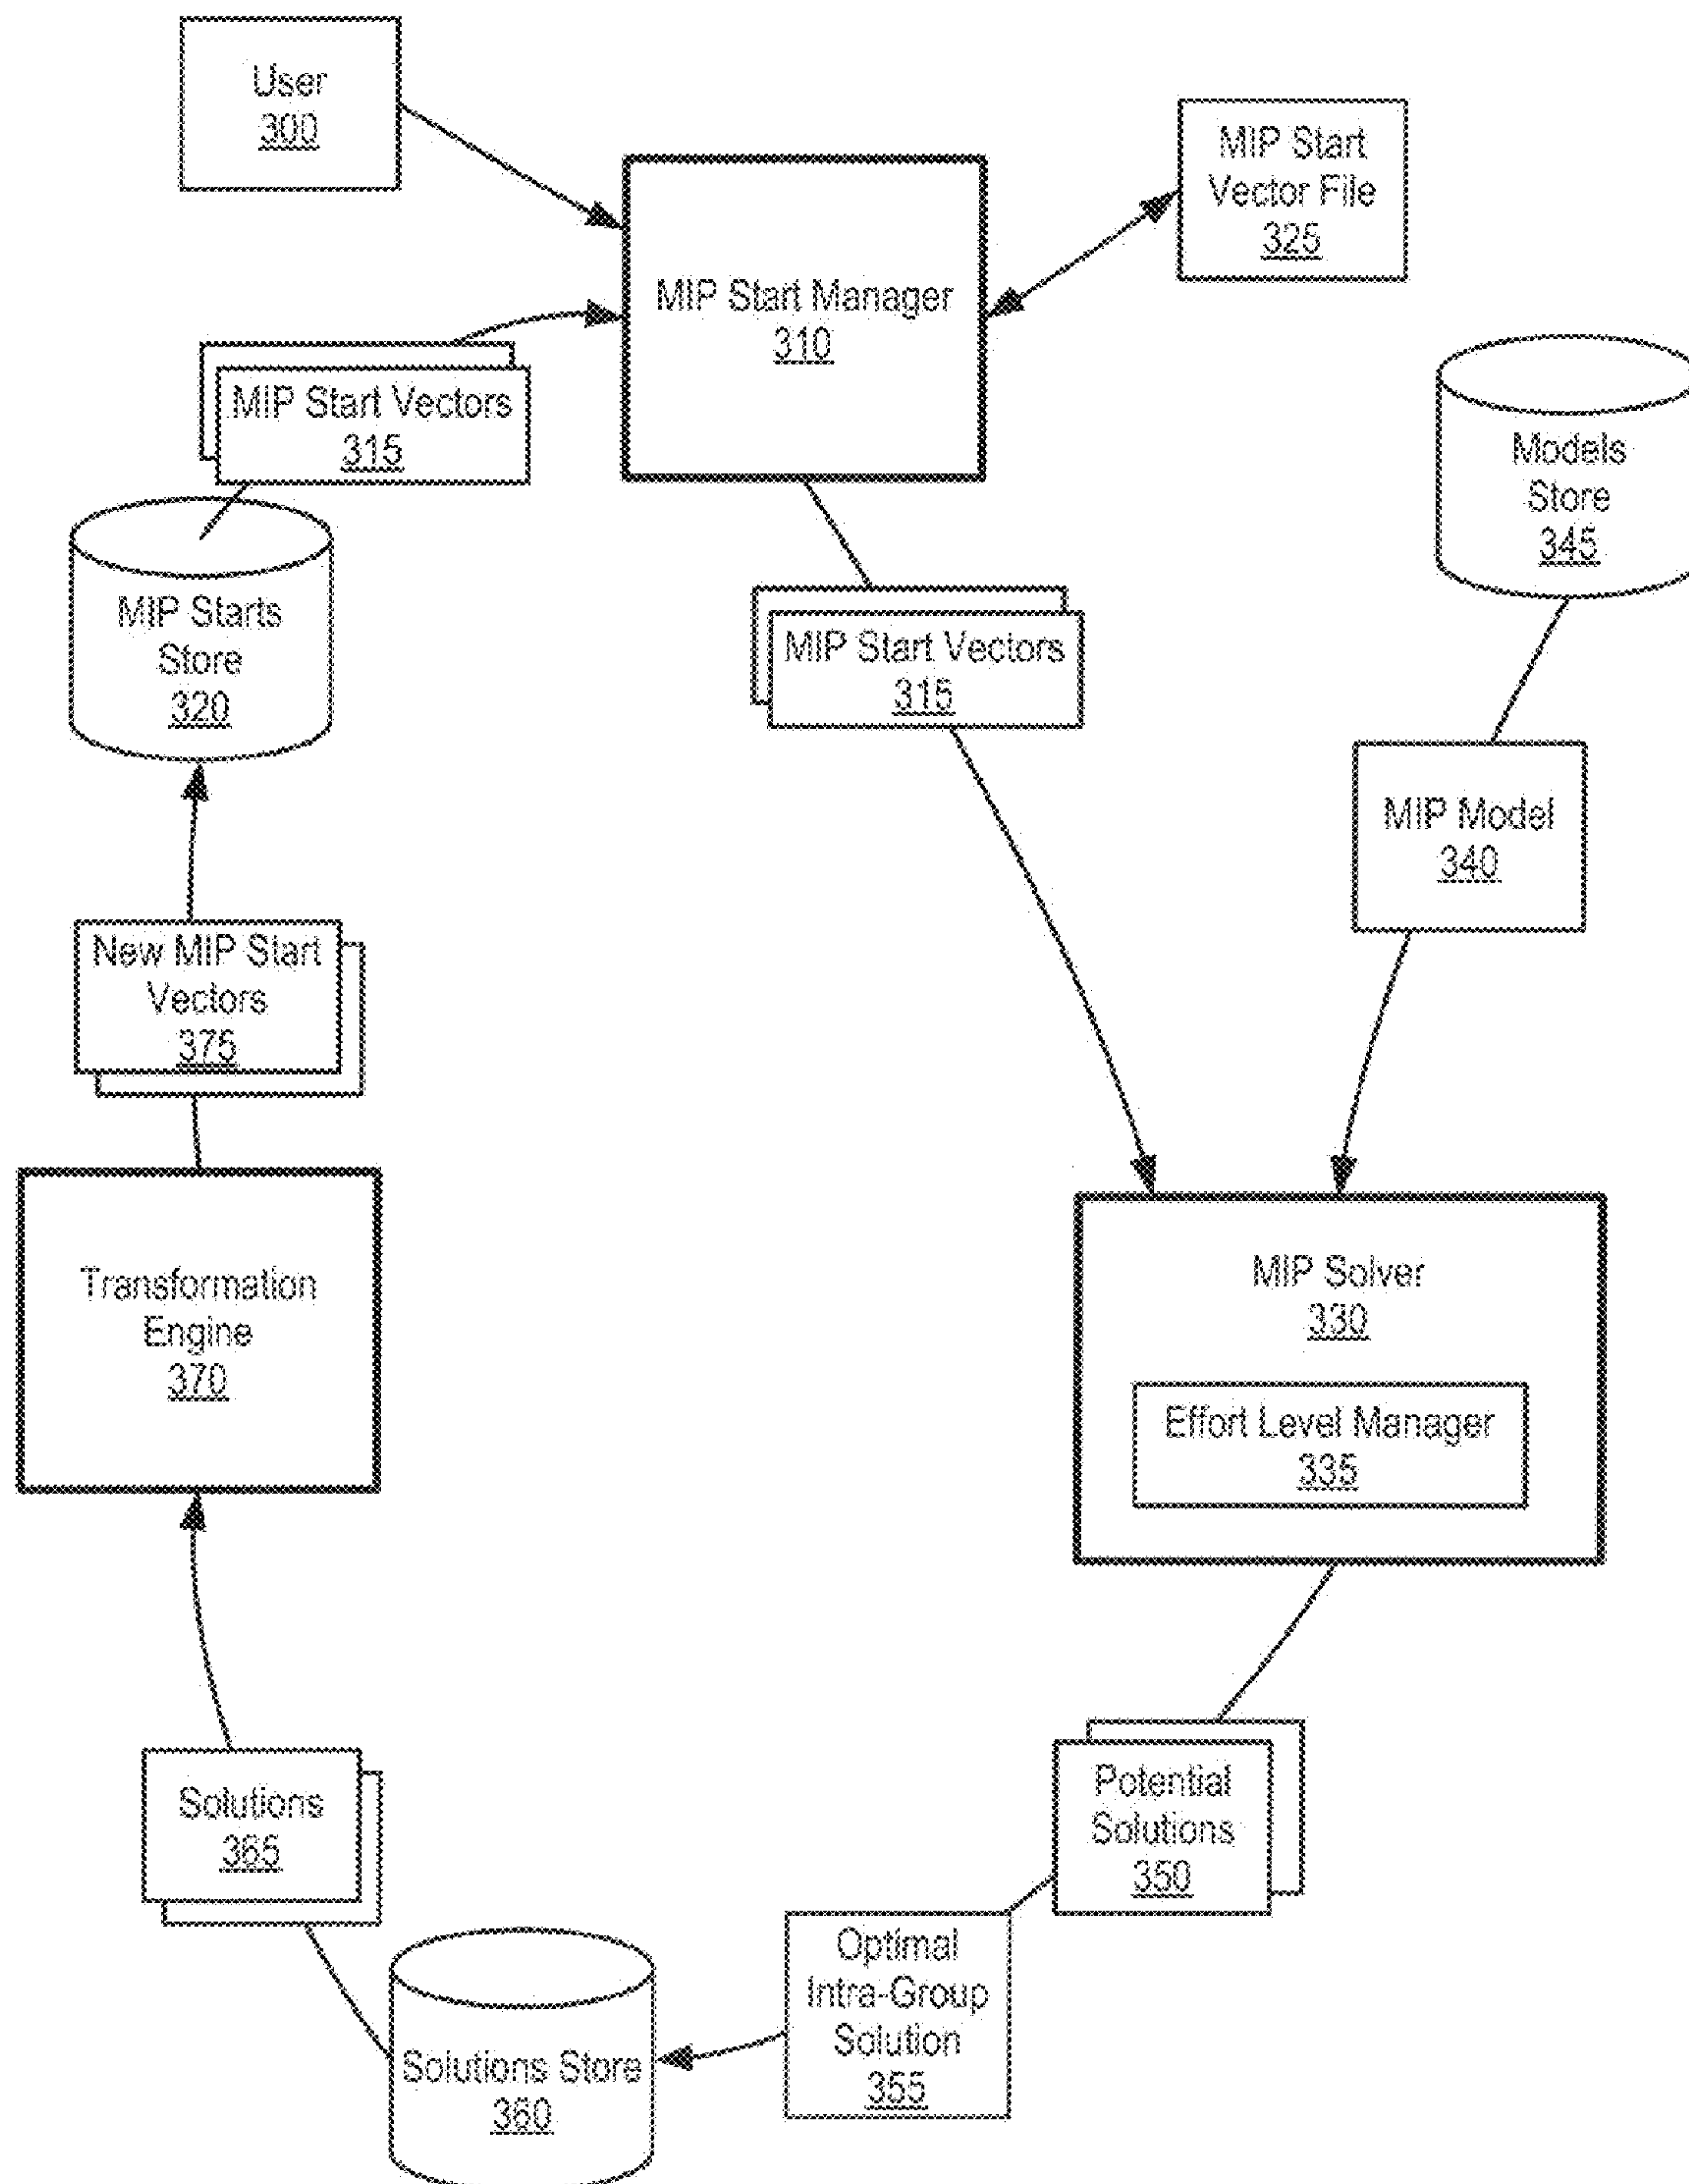 User
300
MIP Start
Vector File
325
MIP Start Manager
310
MIP Start Vectors
315
Models
Store
345
MIP Starts
Store
320
MIP Start Vectors
315
MIP Model
340
New MIP Start
Vectors
375
Transformation
Engine
370
MIP Solver
330
Effort Level Manager
335
Potential
Solutions
350
Solutions
365
Optimal
Intra-Group
Solution
355
Solutions Store
360